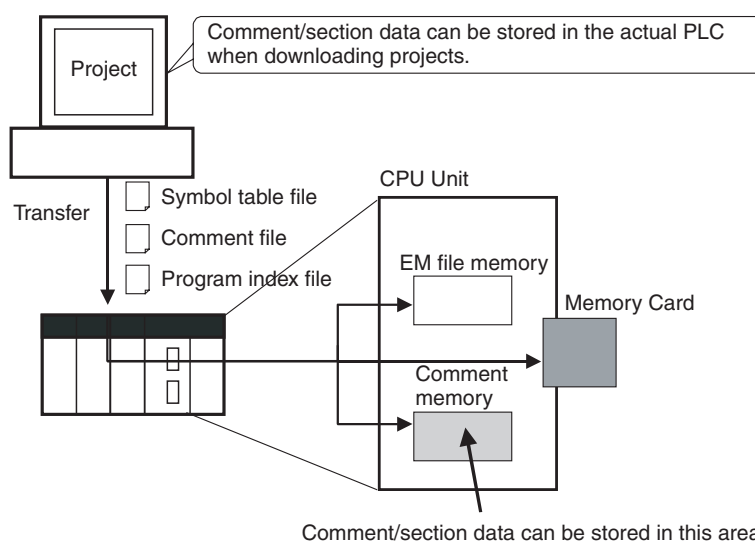 Comment/section data can be stored in the actual PLC
when downloading projects.
Project
CPU Unit
Transfer
Symbol table file
Comment file
Program index file
EM file memory
Memory Card
Comment
memory
Comment/section data can be stored in this area